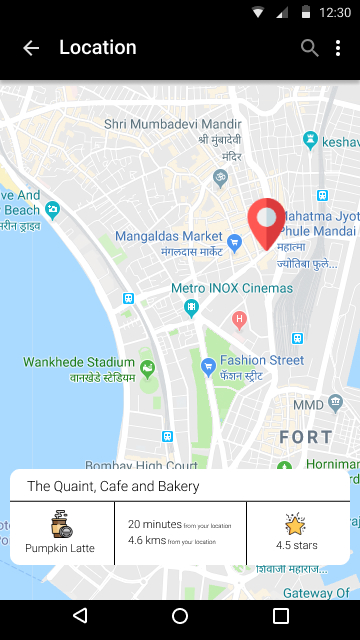 12:30
Location
Shri Mumbadevi Mandir
श्री मुंबादेवी
मंदिर
keshav
ve And
Beach
मरीन ड्राइव
Mahatma Jyot
Phule Mandai
महात्मा
ज्योतिबा फुले...
Mangaldas Market
मंगलदास मार्केट
Metro INOX Cinemas
H
Wankhede Stadium
वानखेडे स्टेडियम
Fashion Street
फॅशन स्ट्रीट
MMD
FORT
Bombay High Court
Horniman
The Quaint, Cafe and Bakery
Pumpkin Latte
20 minutes from your location
4.6 kms from your location
4.5 stars
शिवाजी महाराज...
Gateway Of